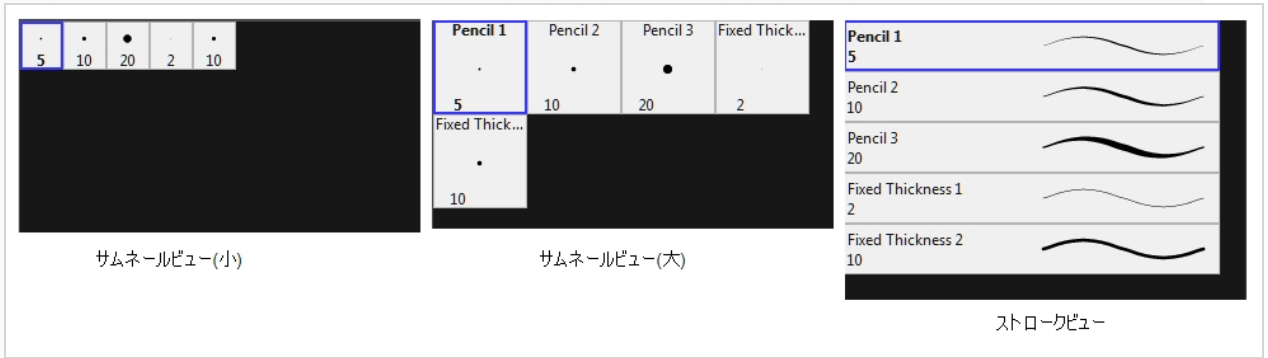 5 10 20 2 10
サムネールビュー(小)
Pencil 1 Pencil 2 Pencil 3 Fixed Thick...
5 10 20 2
Fixed Thick...
10
サムネールビュー(大)
Pencil 1
5
Pencil 2
10
Pencil 3
20
Fixed Thickness 1
2
Fixed Thickness 2
10
ストロークビュー